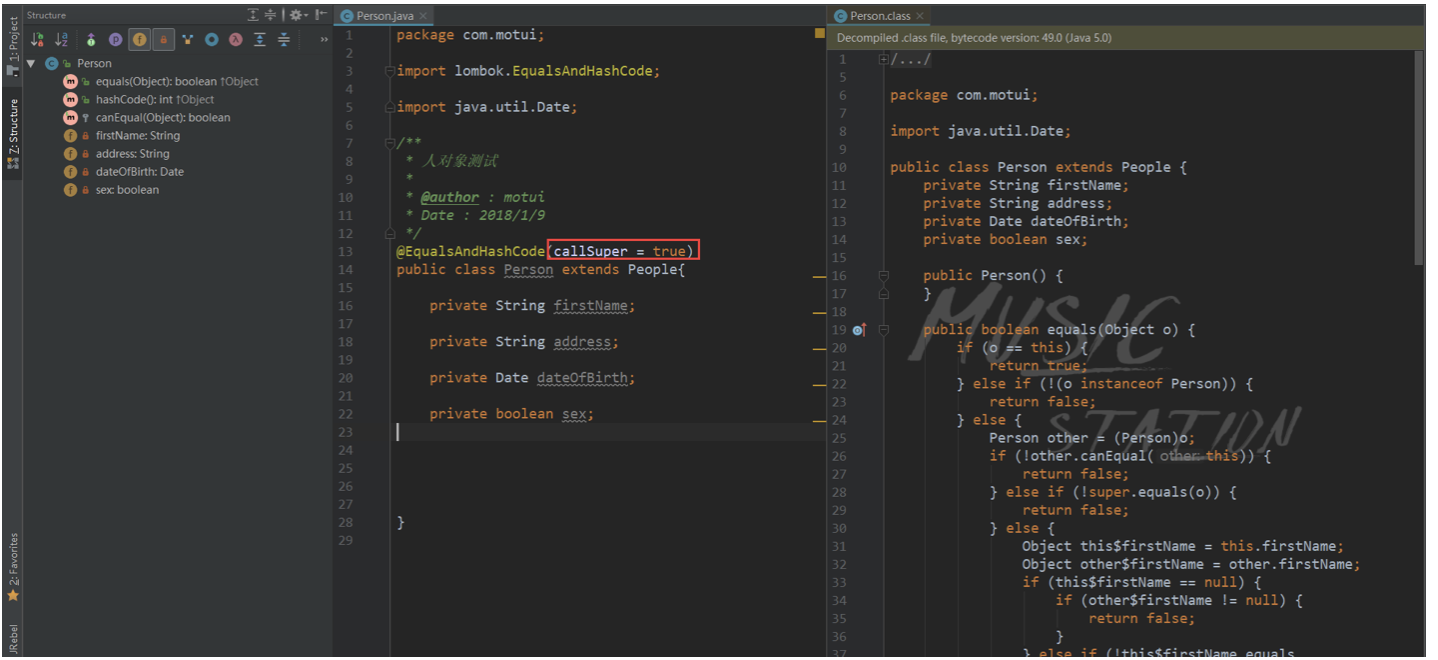 Structure
1: Project
Z: Structure
2: Favorites
JRebel
Person
equals(Object): boolean ↑Object
hashCode(): int ↑Object
canEqual(Object): boolean
firstName: String
address: String
dateOfBirth: Date
sex: boolean
Person.java
1 package com.motui;
2
3 import lombok.EqualsAndHashCode;
4
5 import java.util.Date;
6
7 /**
8 * 人对象测试
9 *
10 * @author : motui
11 * Date : 2018/1/9
12 */
13 @EqualsAndHashCode(callSuper = true)
14 public class Person extends People{
15
16 private String firstName;
17
18 private String address;
19
20 private Date dateOfBirth;
21
22 private boolean sex;
23
24
25
26
27
28 }
29
Person.class
Decompiled .class file, bytecode version: 49.0 (Java 5.0)
1 /.../
5
6 package com.motui;
7
8 import java.util.Date;
9
10 public class Person extends People {
11 private String firstName;
12 private String address;
13 private Date dateOfBirth;
14 private boolean sex;
15
16 public Person() {
17 }
18
19 public boolean equals(Object o) {
20 if (o == this) {
21 return true;
22 } else if (!(o instanceof Person)) {
23 return false;
24 } else {
25 Person other = (Person)o;
26 if (!other.canEqual( other: this)) {
27 return false;
28 } else if (!super.equals(o)) {
29 return false;
30 } else {
31 Object this$firstName = this.firstName;
32 Object other$firstName = other.firstName;
33 if (this$firstName == null) {
34 if (other$firstName != null) {
35 return false;
36 }
37 } else if (!this$firstName.equals
MUSIC
STATION